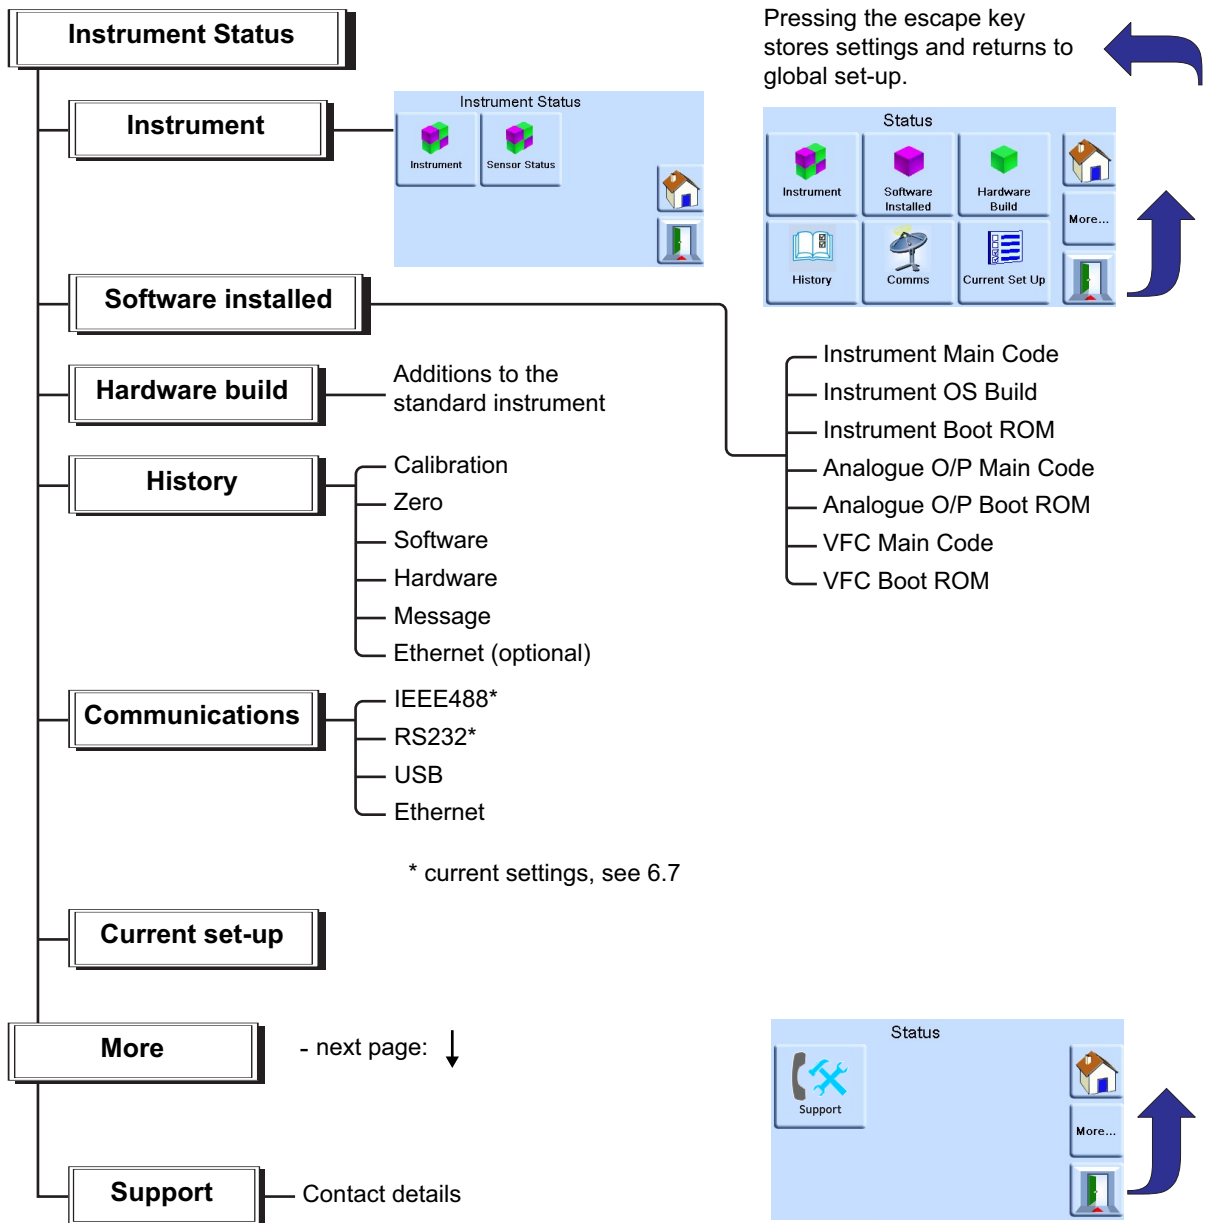 Instrument Status
Pressing the escape key
stores settings and returns to
global set-up.
Instrument
Instrument Status
Instrument
Sensor Status
Status
Instrument
Software
Installed
Hardware
Build
More...
History
Comms
Current Set Up
Software installed
Instrument Main Code
Instrument OS Build
Instrument Boot ROM
Analogue O/P Main Code
Analogue O/P Boot ROM
VFC Main Code
VFC Boot ROM
Hardware build
Additions to the
standard instrument
History
Calibration
Zero
Software
Hardware
Message
Ethernet (optional)
Communications
IEEE488*
RS232*
USB
Ethernet
* current settings, see 6.7
Current set-up
More
- next page:
Status
Support
More...
Support
Contact details